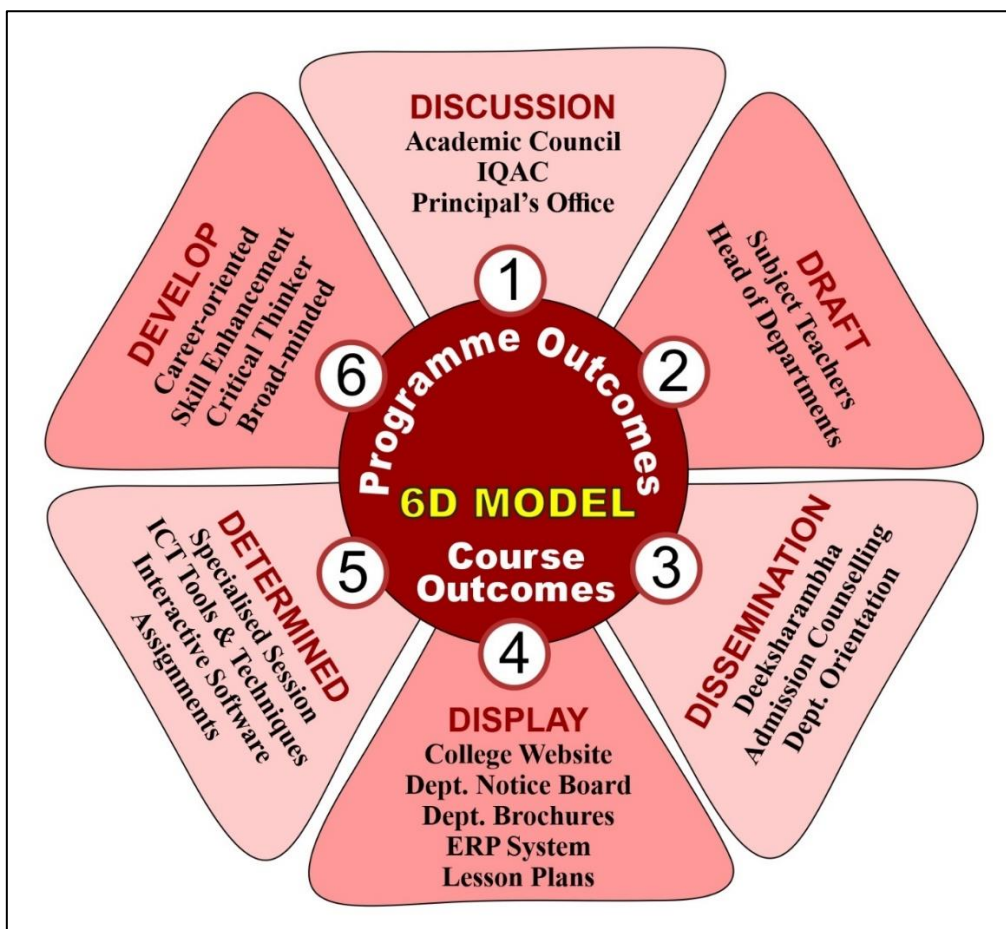 DISCUSSION
Academic Council
IQAC
Principal's Office
1
DRAFT
Subject Teachers
Head of Departments
2
DISSEMINATION
Deeksharambha
Admission Counselling
Dept. Orientation
3
4
DISPLAY
College Website
Dept. Notice Board
Dept. Brochures
ERP System
Lesson Plans
DETERMINED
Specialised Session
ICT Tools & Techniques
Interactive Software
Assignments
5
DEVELOP
Career-oriented
Skill Enhancement
Critical Thinker
Broad-minded
6
Programme Outcomes
6D MODEL
Course
Outcomes